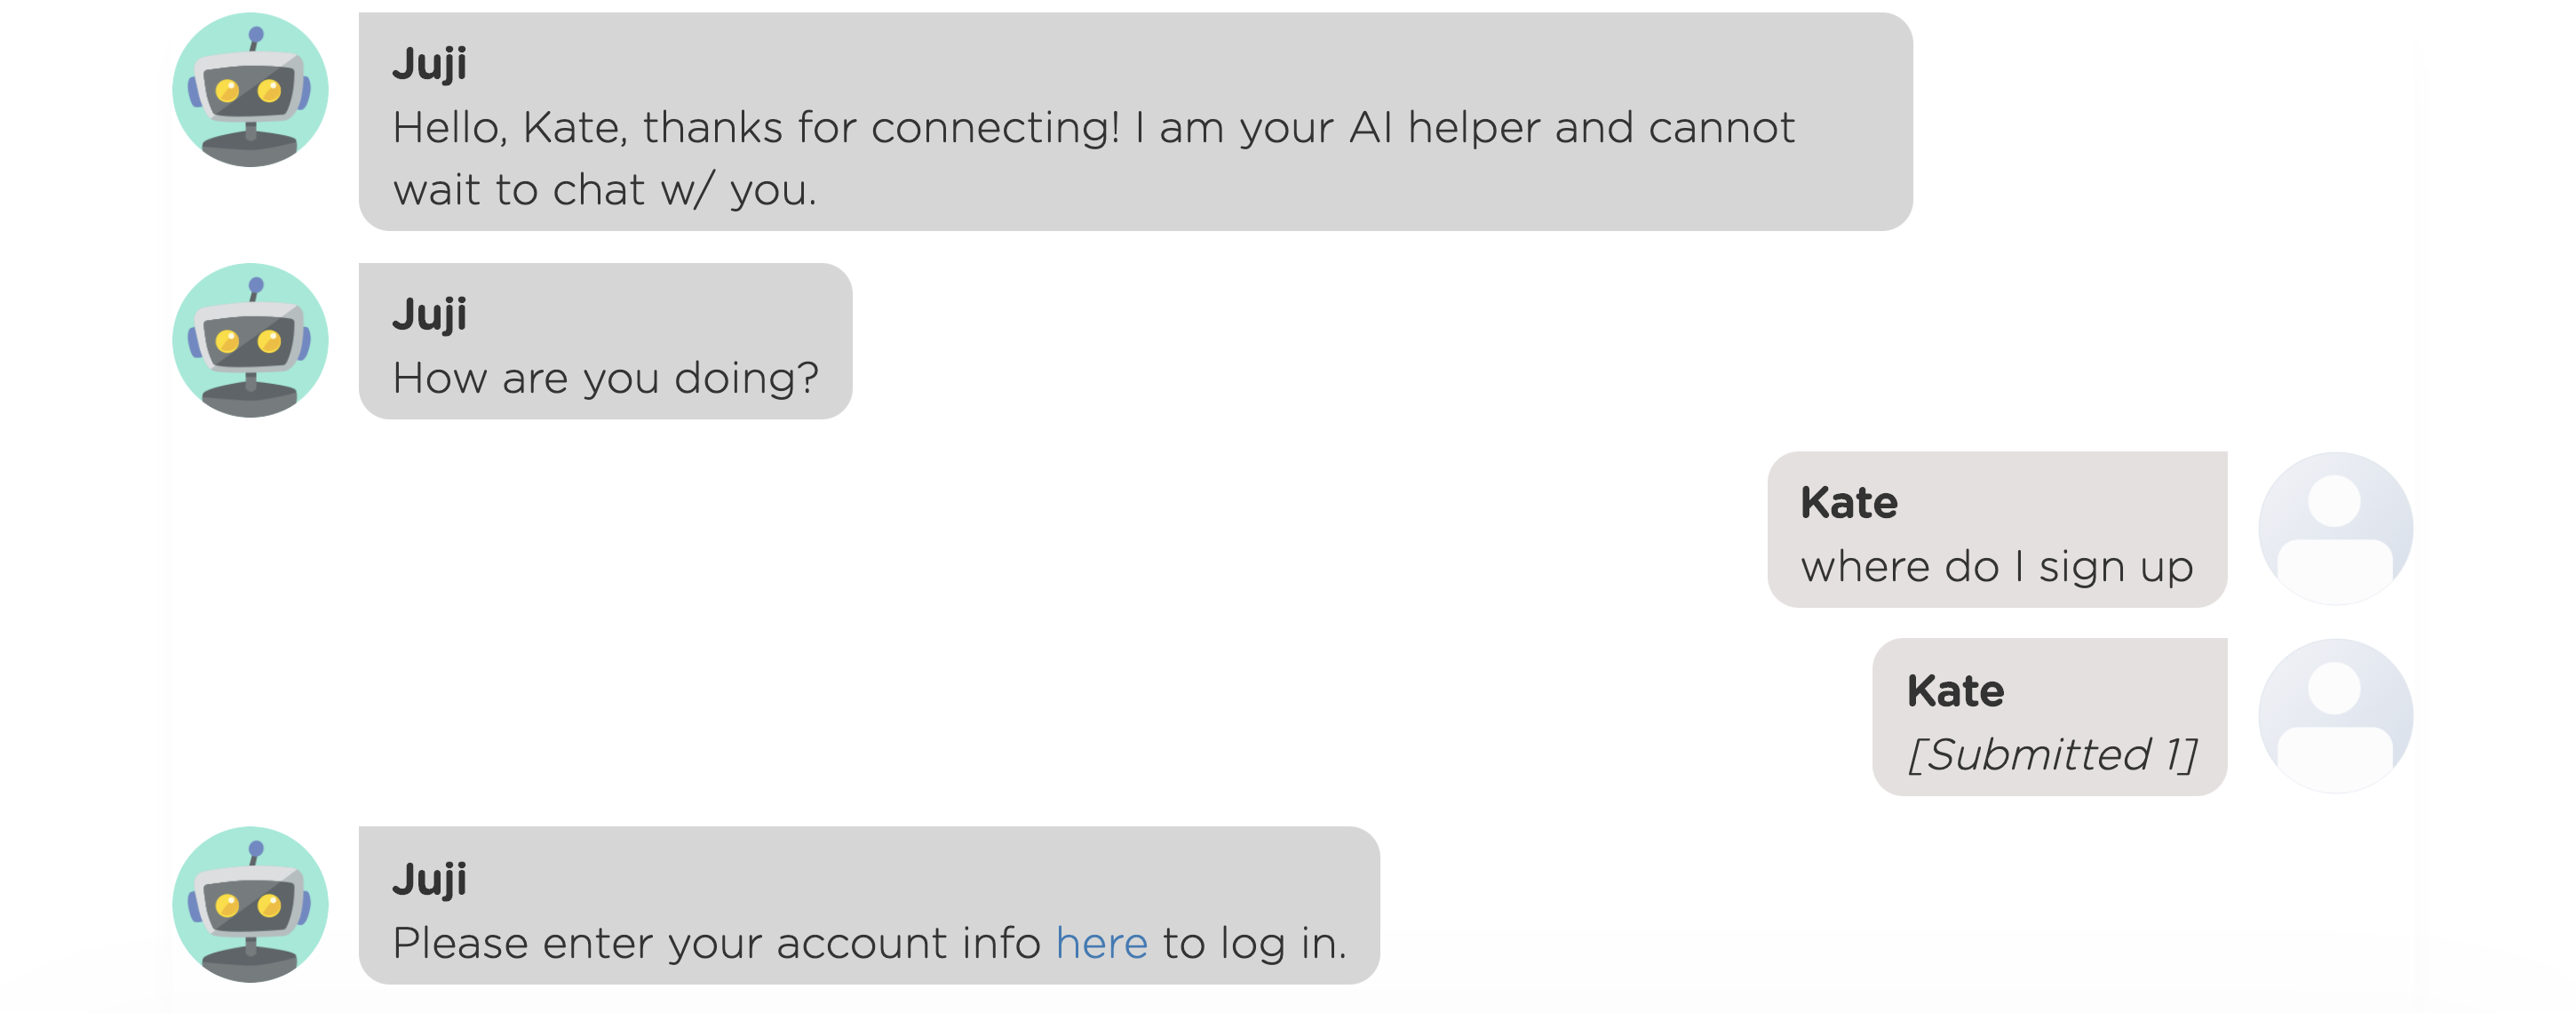 Juji
Hello, Kate, thanks for connecting! I am your AI helper and cannot
wait to chat w/ you.
Juji
How are you doing?
Kate
where do I sign up
Kate
[Submitted 1]
Juji
Please enter your account info here to log in.